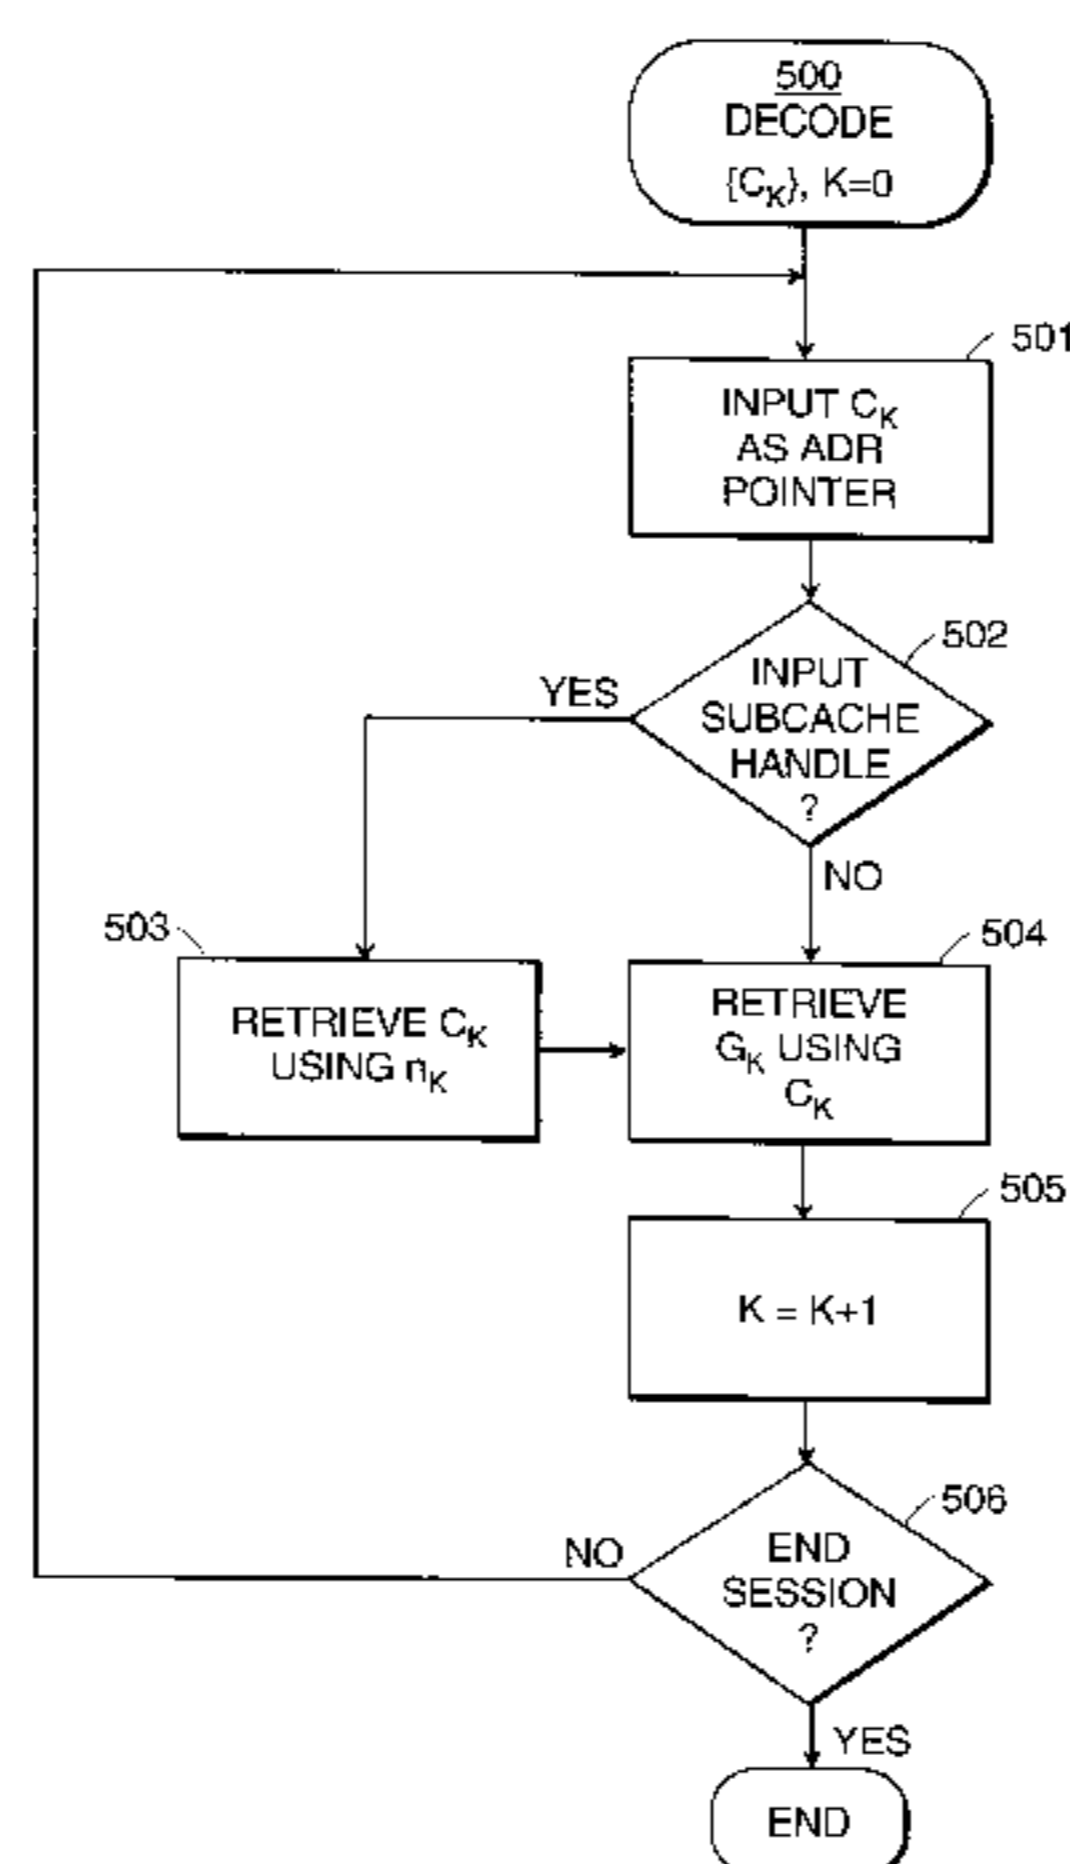 500
DECODE
{C_K}, K=0
501
INPUT C_K
AS ADR
POINTER
502
INPUT
SUBCACHE
HANDLE
?
YES
NO
503
RETRIEVE C_K
USING n_K
504
RETRIEVE
G_K USING
C_K
505
K = K+1
506
END
SESSION
?
NO
YES
END